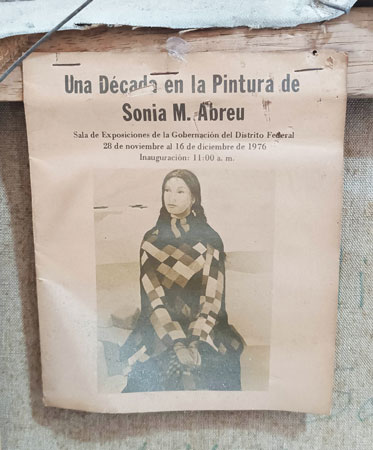 Una Década en la Pintura de
Sonia M. Abreu
Sala de Exposiciones de la Gobernación del Distrito Federal
28 de noviembre al 16 de diciembre de 1976
Inauguración: 11:00 a. m.